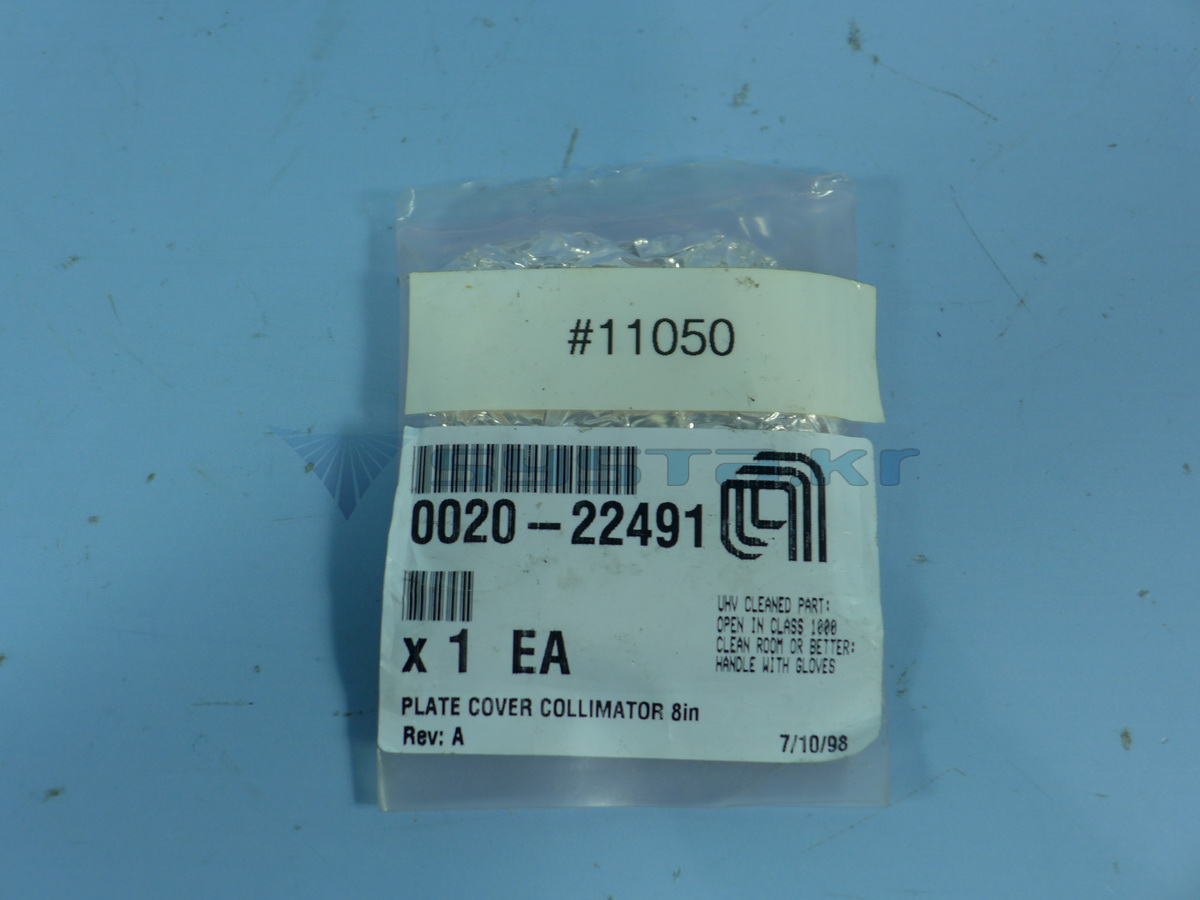 #11050
systakr
0020-22491
x 1 EA
UHV CLEANED PART:
OPEN IN CLASS 1000
CLEAN ROOM OR BETTER:
HANDLE WITH GLOVES
PLATE COVER COLLIMATOR 8in
Rev: A
7/10/98